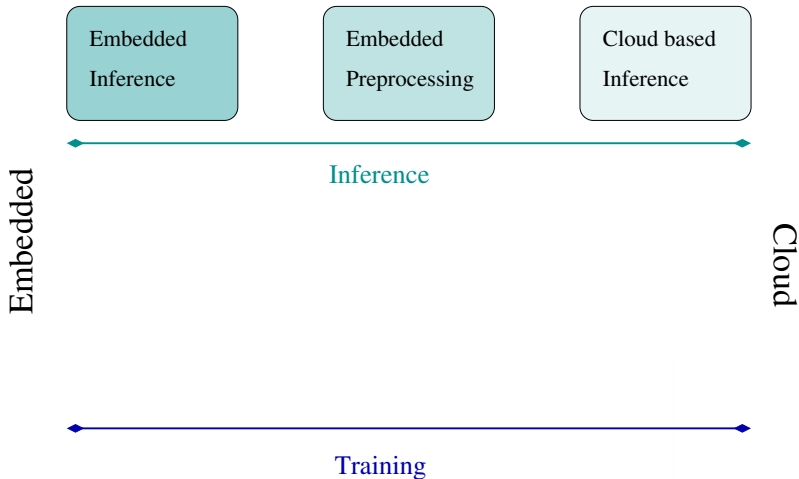 Embedded
Inference
Embedded
Preprocessing
Cloud based
Inference
Inference
Embedded
Cloud
Training